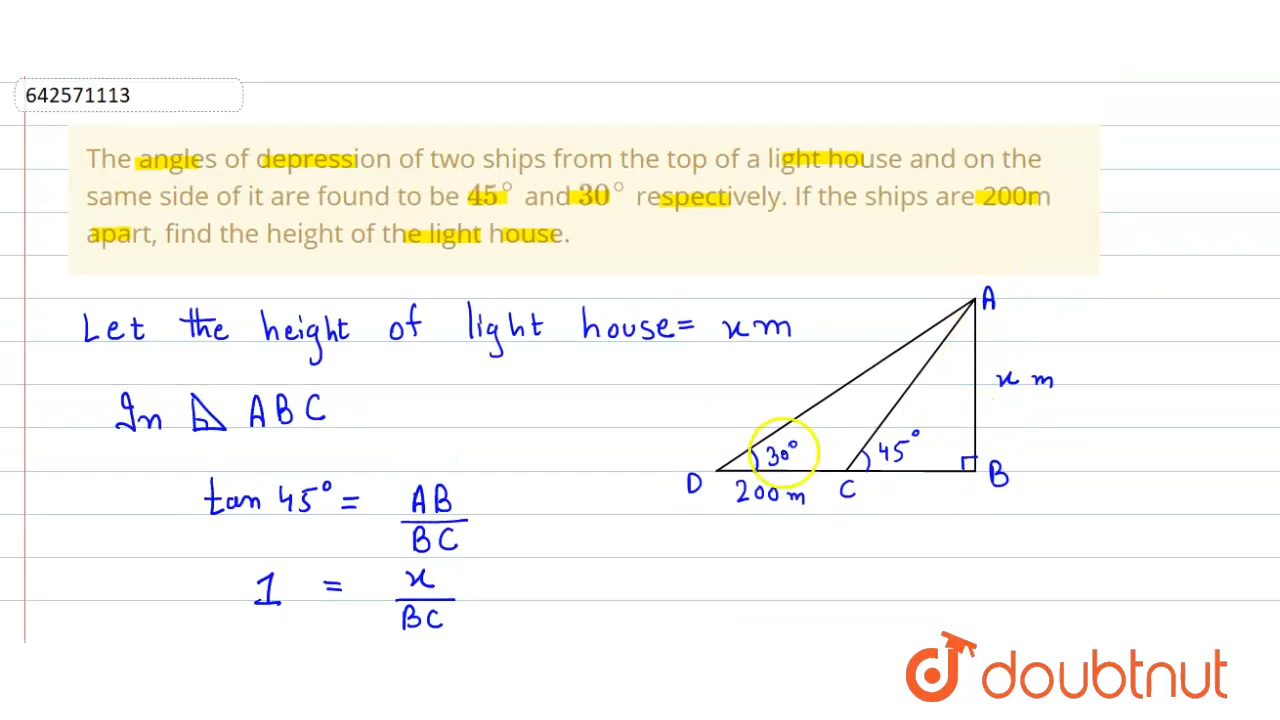 642571113
The angles of depression of two ships from the top of a light house and on the
same side of it are found to be 45° and 30° respectively. If the ships are 200m
apart, find the height of the light house.
Let the height of light house = x m
In △ ABC
tan 45° = AB
BC
1 = x
BC
A
x m
30°
45°
D
200 m
C
B
doubtnut